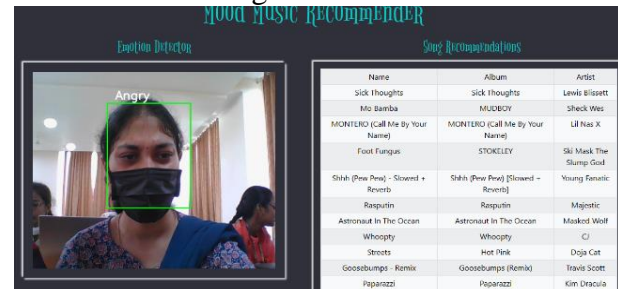 Mood Music Recommender
Emotion Detector
Song Recommendations
Angry
Name Album Artist
Sick Thoughts Sick Thoughts Lewis Blissett
Mo Bamba MUDBOY Sheck Wes
MONTERO (Call Me By Your Name) MONTERO (Call Me By Your Name) Lil Nas X
Foot Fungus STOKELEY Ski Mask The Slump God
Shhh (Pew Pew) - Slowed + Reverb Shhh (Pew Pew) [Slowed + Reverb] Young Fanatic
Rasputin Rasputin Majestic
Astronaut In The Ocean Astronaut In The Ocean Masked Wolf
Whoopty Whoopty CJ
Streets Hot Pink Doja Cat
Goosebumps - Remix Goosebumps (Remix) Travis Scott
Paparazzi Paparazzi Kim Dracula